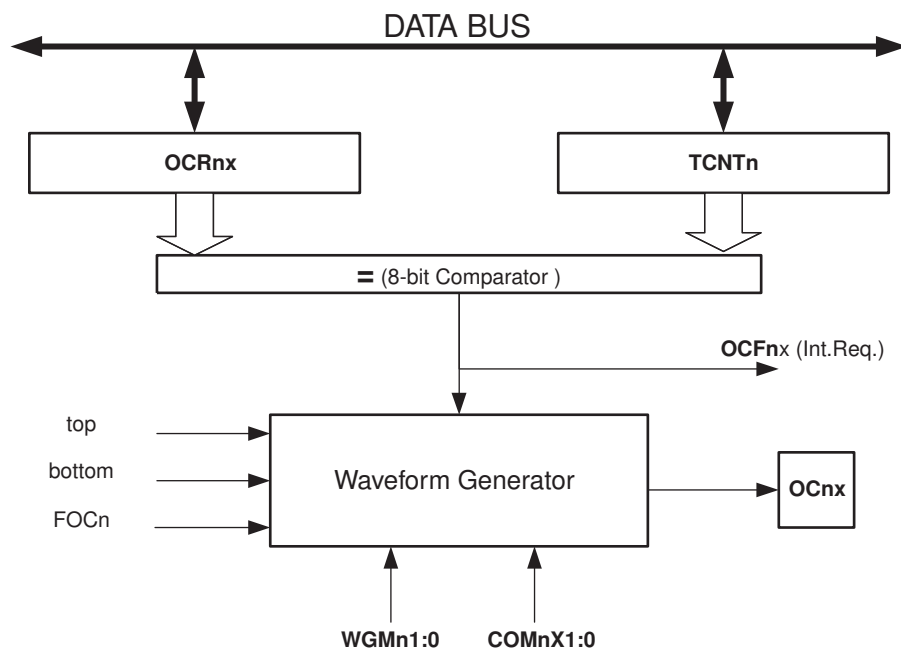 DATA BUS
OCRnx
TCNTn
= (8-bit Comparator )
OCFnx (Int.Req.)
top
bottom
FOCn
Waveform Generator
OCnx
WGMn1:0
COMnX1:0